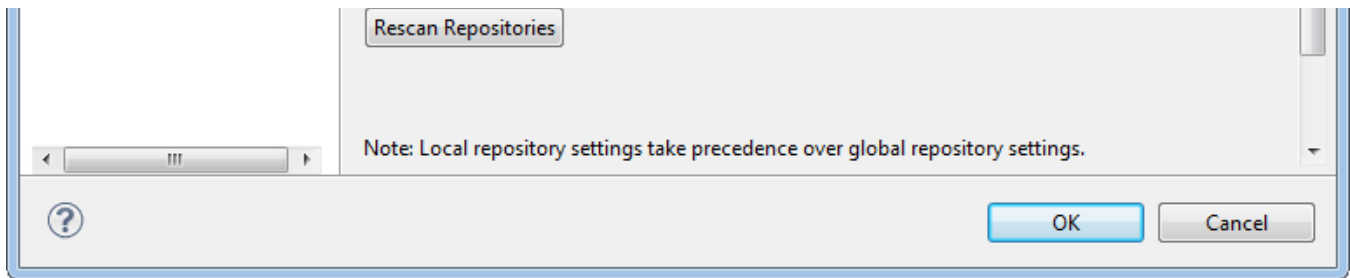 Rescan Repositories
Note: Local repository settings take precedence over global repository settings.
?
OK Cancel